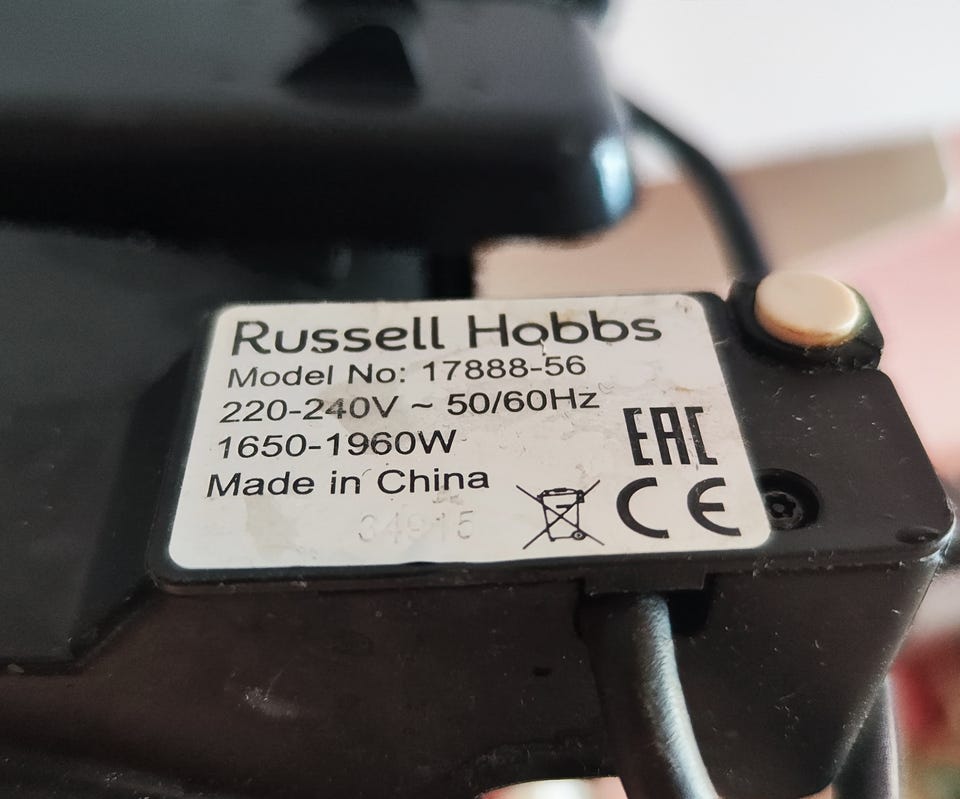 Russell Hobbs
Model No: 17888-56
220-240V ~ 50/60Hz
1650-1960W
Made in China
EAC
CE